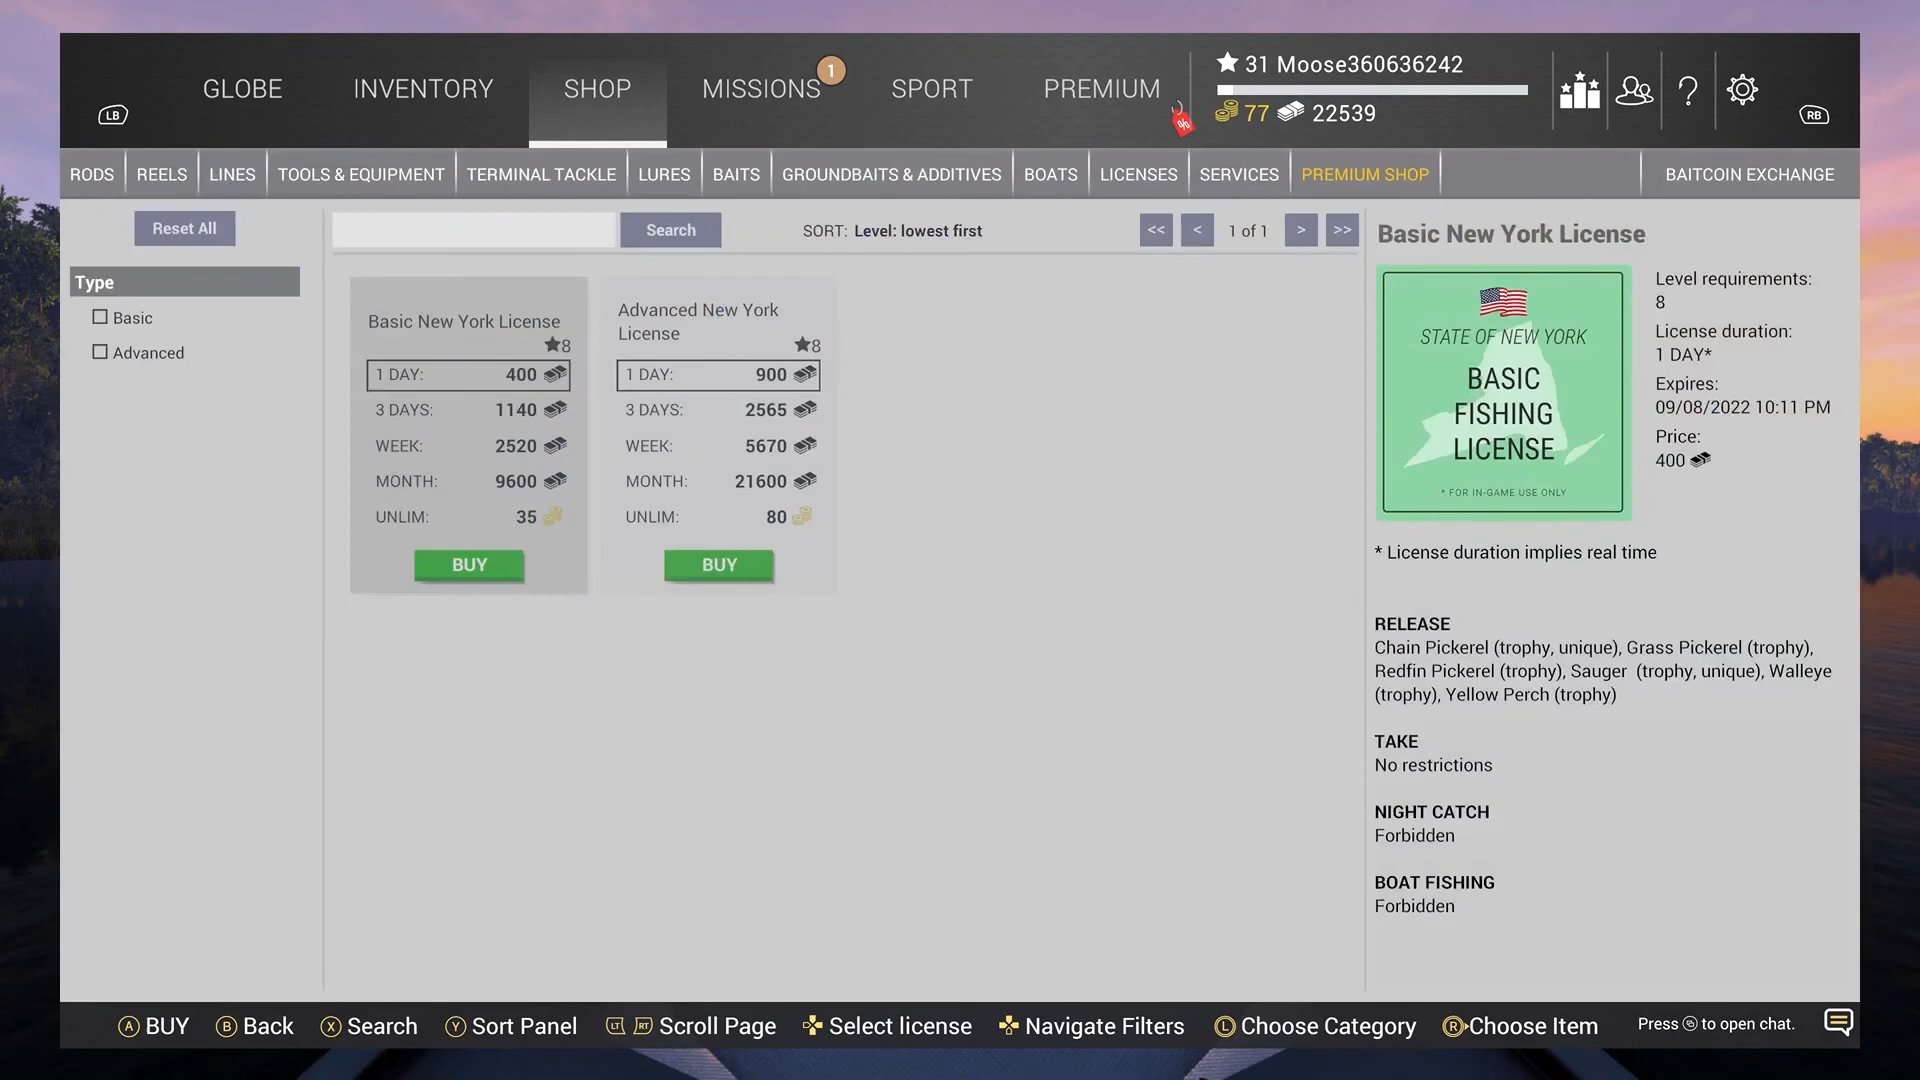 GLOBE
INVENTORY
SHOP
MISSIONS
1
SPORT
PREMIUM
%
31 Moose360636242
77 22539
?
LB
RB
RODS
REELS
LINES
TOOLS & EQUIPMENT
TERMINAL TACKLE
LURES
BAITS
GROUNDBAITS & ADDITIVES
BOATS
LICENSES
SERVICES
PREMIUM SHOP
BAITCOIN EXCHANGE
Reset All
Type
Basic
Advanced
Search
SORT: Level: lowest first
<< < 1 of 1 > >>
Basic New York License
8
1 DAY: 400
3 DAYS: 1140
WEEK: 2520
MONTH: 9600
UNLIM: 35
BUY
Advanced New York
License
8
1 DAY: 900
3 DAYS: 2565
WEEK: 5670
MONTH: 21600
UNLIM: 80
BUY
Basic New York License
STATE OF NEW YORK
BASIC
FISHING
LICENSE
* FOR IN-GAME USE ONLY
Level requirements:
8
License duration:
1 DAY*
Expires:
09/08/2022 10:11 PM
Price:
400
* License duration implies real time
RELEASE
Chain Pickerel (trophy, unique), Grass Pickerel (trophy),
Redfin Pickerel (trophy), Sauger (trophy, unique), Walleye
(trophy), Yellow Perch (trophy)
TAKE
No restrictions
NIGHT CATCH
Forbidden
BOAT FISHING
Forbidden
A BUY
B Back
X Search
Y Sort Panel
LT RT Scroll Page
Select license
Navigate Filters
L Choose Category
R Choose Item
Press to open chat.